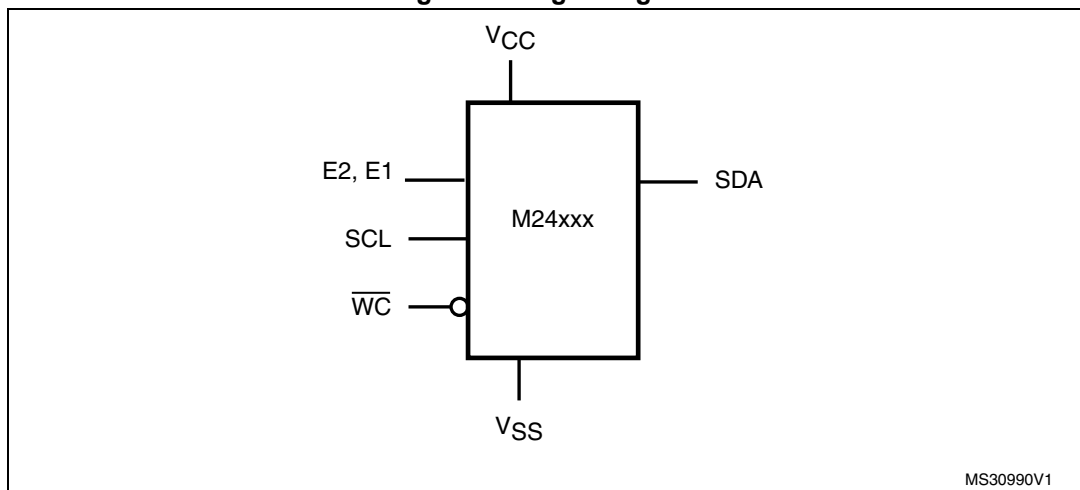 VCC
E2, E1
SCL
WC
M24xxx
SDA
VSS
MS30990V1